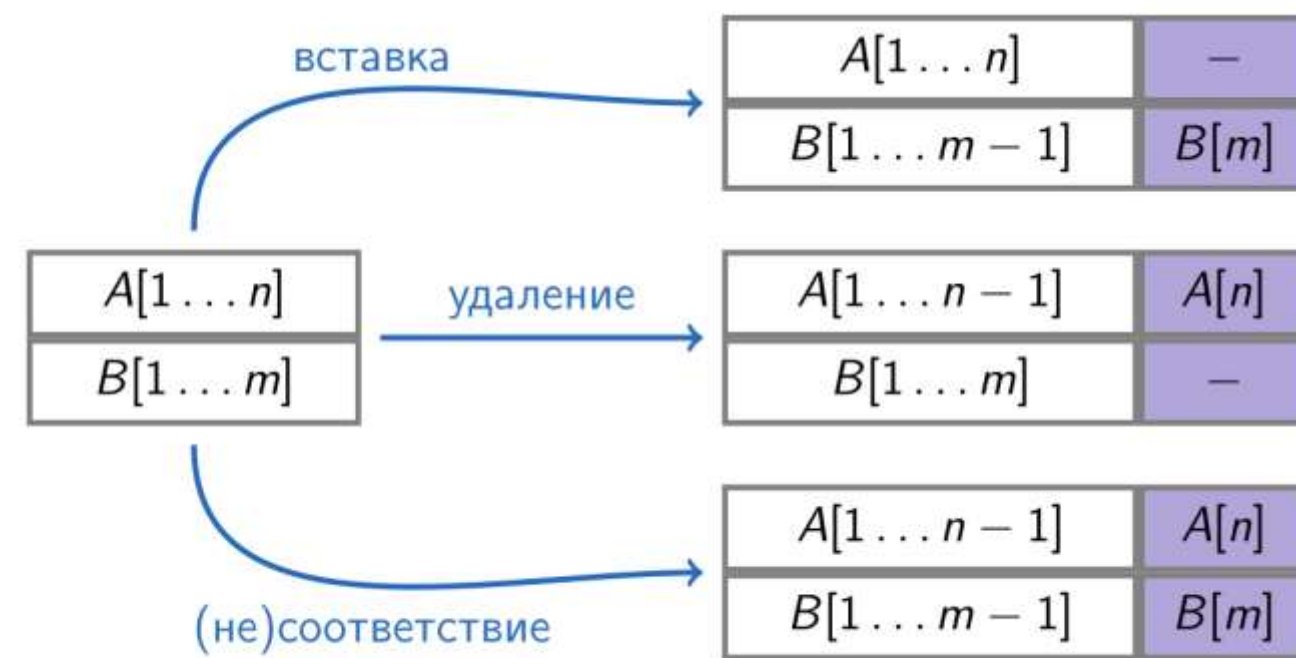 вставка
A[1 . . . n] −
B[1 . . . m − 1] B[m]
A[1 . . . n]
B[1 . . . m]
удаление
A[1 . . . n − 1] A[n]
B[1 . . . m] −
(не)соответствие
A[1 . . . n − 1] A[n]
B[1 . . . m − 1] B[m]